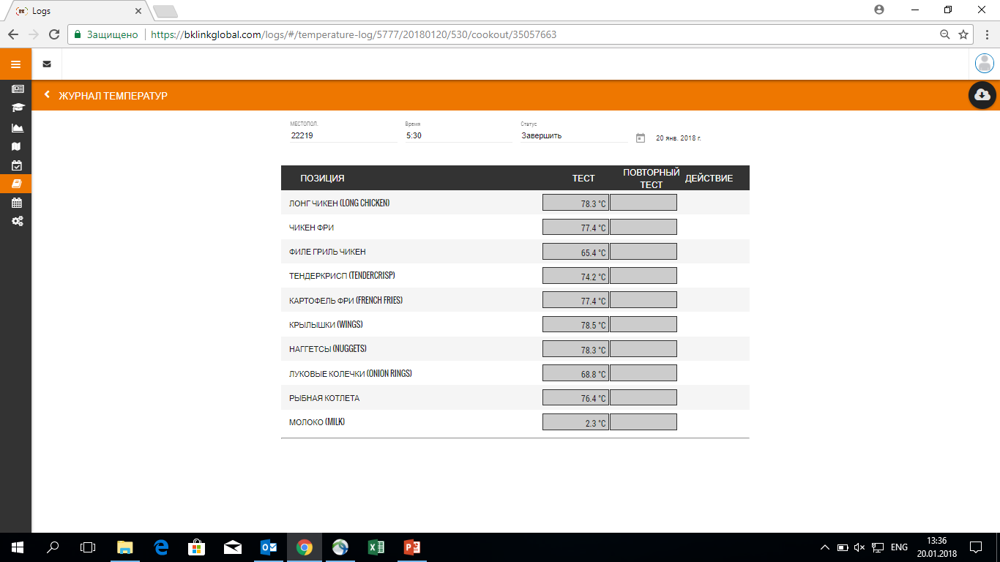 Logs
Защищено
https://bklinkglobal.com/logs/#/temperature-log/5777/20180120/530/cookout/35057663
ЖУРНАЛ ТЕМПЕРАТУР
МЕСТОПОЛ. Время Статус
22219 5:30 Завершить 20 янв. 2018 г.
ПОЗИЦИЯ ТЕСТ ПОВТОРНЫЙ ТЕСТ ДЕЙСТВИЕ
ЛОНГ ЧИКЕН (LONG CHICKEN) 78.3 °C
ЧИКЕН ФРИ 77.4 °C
ФИЛЕ ГРИЛЬ ЧИКЕН 65.4 °C
ТЕНДЕРКРИСП (TENDERCRISP) 74.2 °C
КАРТОФЕЛЬ ФРИ (FRENCH FRIES) 77.4 °C
КРЫЛЫШКИ (WINGS) 78.5 °C
НАГГЕТСЫ (NUGGETS) 78.3 °C
ЛУКОВЫЕ КОЛЕЧКИ (ONION RINGS) 68.8 °C
РЫБНАЯ КОТЛЕТА 76.4 °C
МОЛОКО (MILK) 2.3 °C
ENG
13:36
20.01.2018